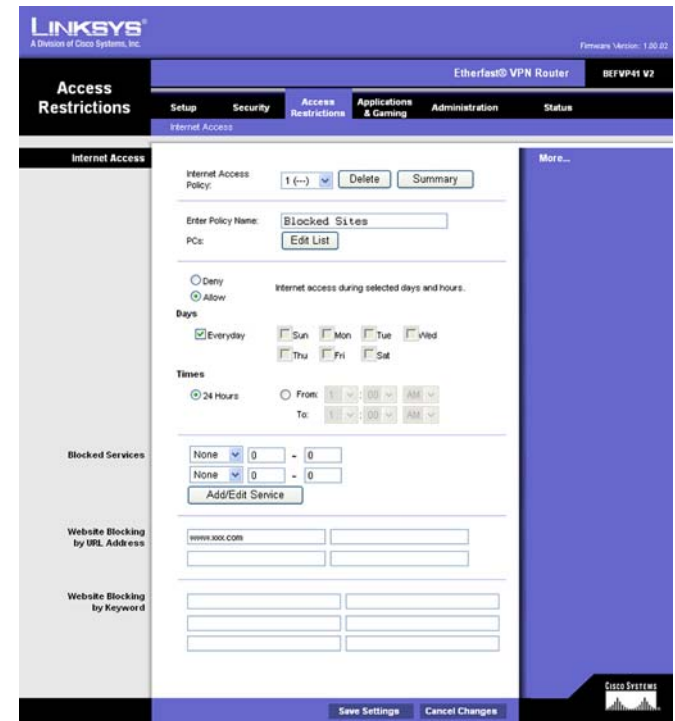 LINKSYS®
A Division of Cisco Systems, Inc.
Firmware Version: 1.00.02
Etherfast® VPN Router
BEFVP41 V2
Access Restrictions
Setup Security Access Restrictions Applications & Gaming Administration Status
Internet Access
Internet Access
More...
Internet Access Policy: 1 (---) Delete Summary
Enter Policy Name: Blocked Sites
PCs: Edit List
Deny
Allow
Internet access during selected days and hours.
Days
Everyday Sun Mon Tue Wed
Thu Fri Sat
Times
24 Hours From: 1 : 00 AM
To: 1 : 00 AM
Blocked Services
None 0 ~ 0
None 0 ~ 0
Add/Edit Service
Website Blocking by URL Address
www.xxx.com
Website Blocking by Keyword
CISCO SYSTEMS
Save Settings Cancel Changes